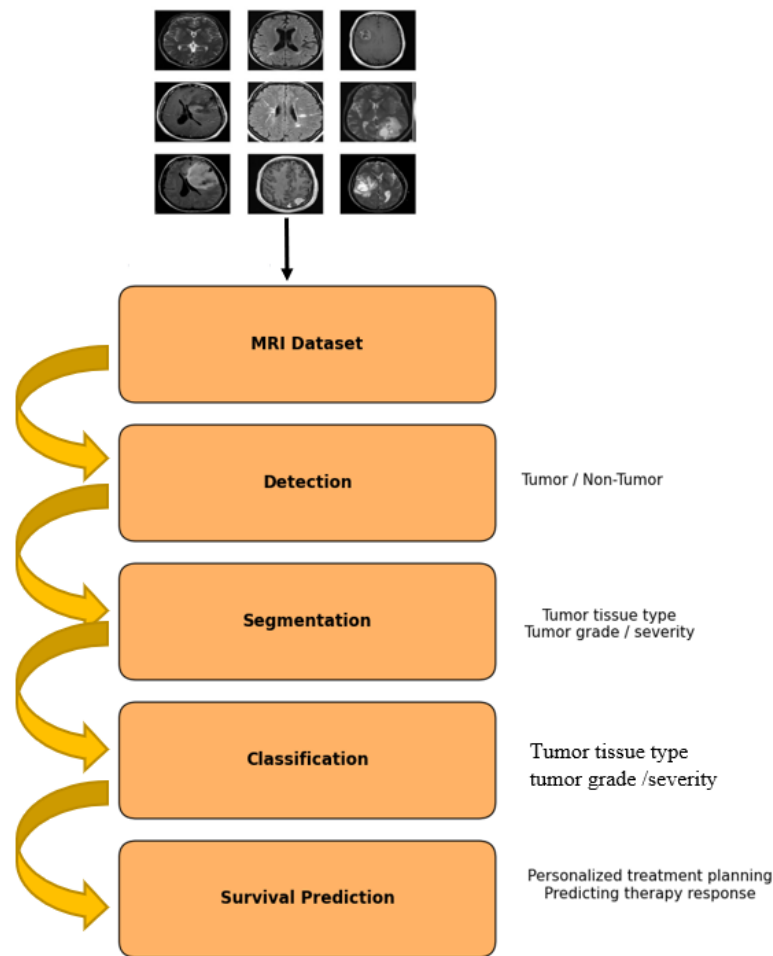 MRI Dataset
Detection
Tumor / Non-Tumor
Segmentation
Tumor tissue type
Tumor grade / severity
Classification
Tumor tissue type
tumor grade /severity
Survival Prediction
Personalized treatment planning
Predicting therapy response